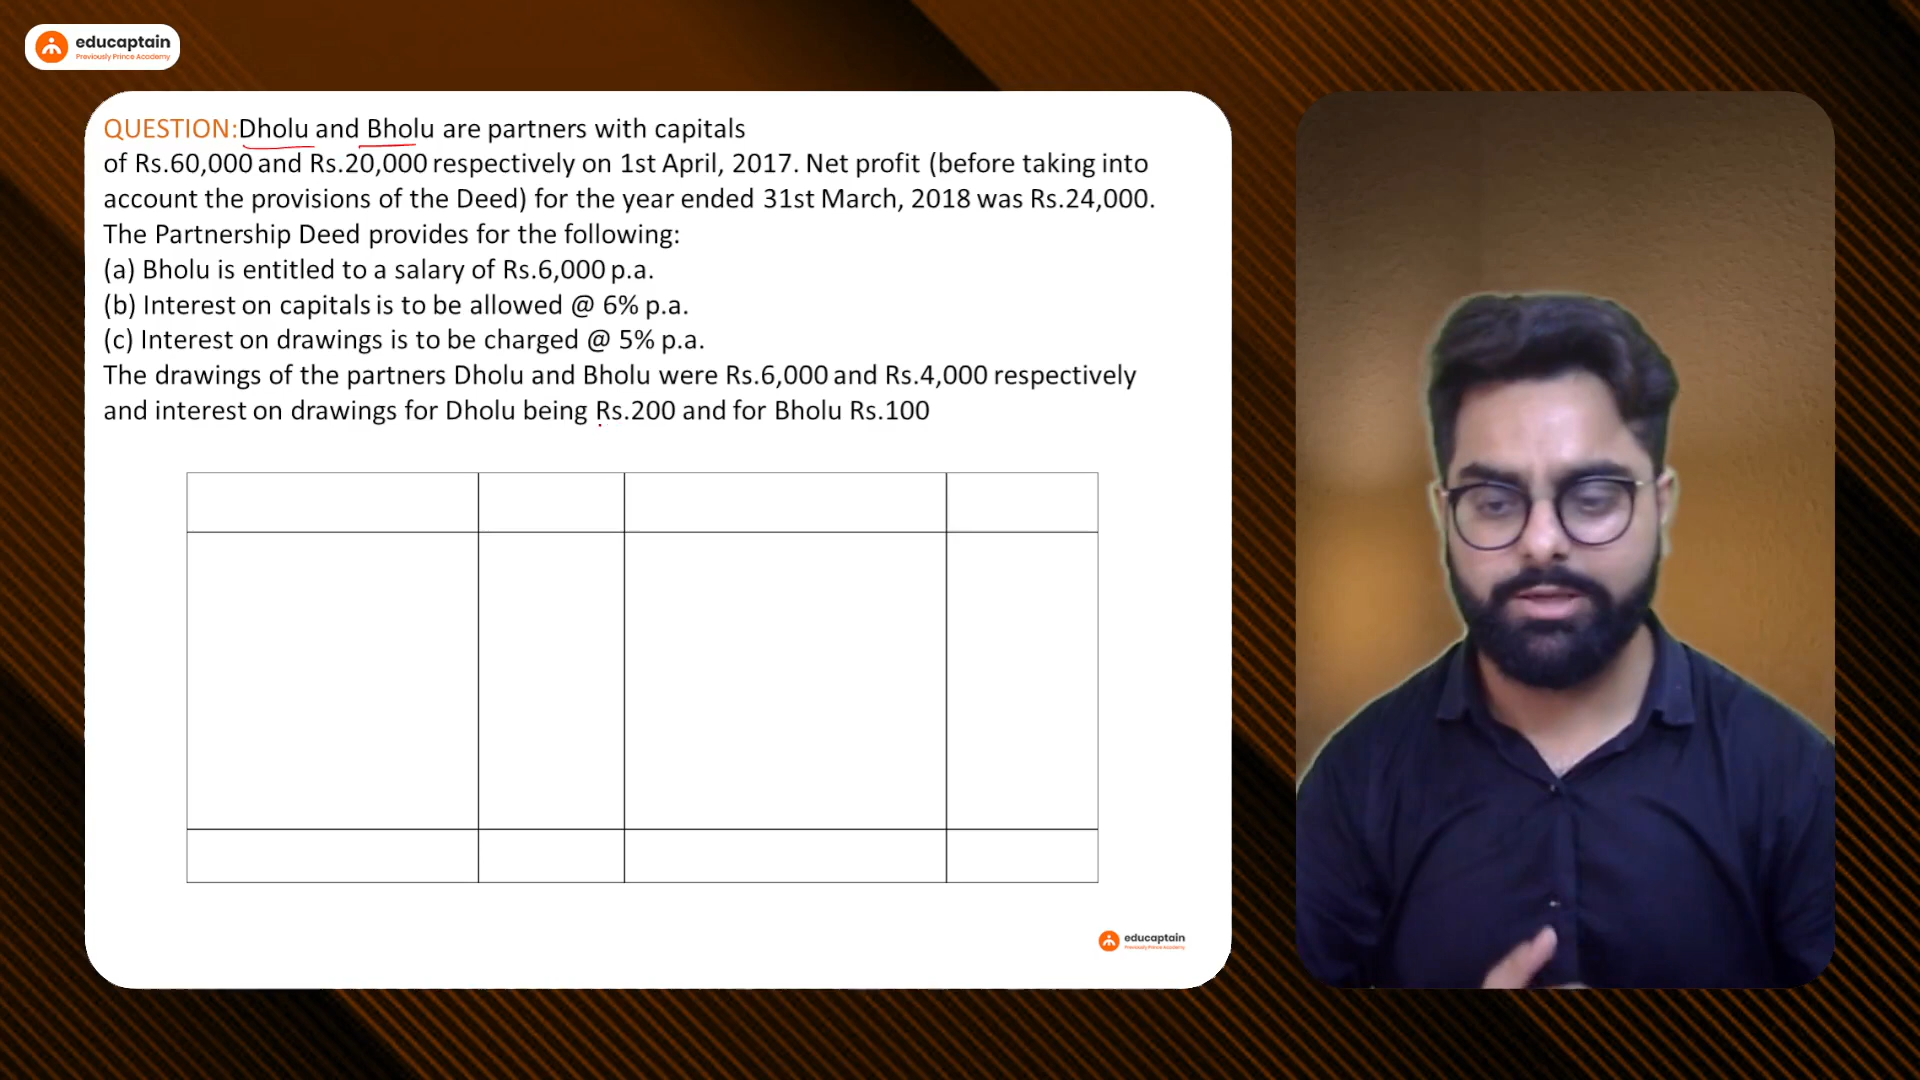 educaptain
Previously Prince Academy
QUESTION:Dholu and Bholu are partners with capitals
of Rs.60,000 and Rs.20,000 respectively on 1st April, 2017. Net profit (before taking into
account the provisions of the Deed) for the year ended 31st March, 2018 was Rs.24,000.
The Partnership Deed provides for the following:
(a) Bholu is entitled to a salary of Rs.6,000 p.a.
(b) Interest on capitals is to be allowed @ 6% p.a.
(c) Interest on drawings is to be charged @ 5% p.a.
The drawings of the partners Dholu and Bholu were Rs.6,000 and Rs.4,000 respectively
and interest on drawings for Dholu being Rs.200 and for Bholu Rs.100
educaptain
Previously Prince Academy